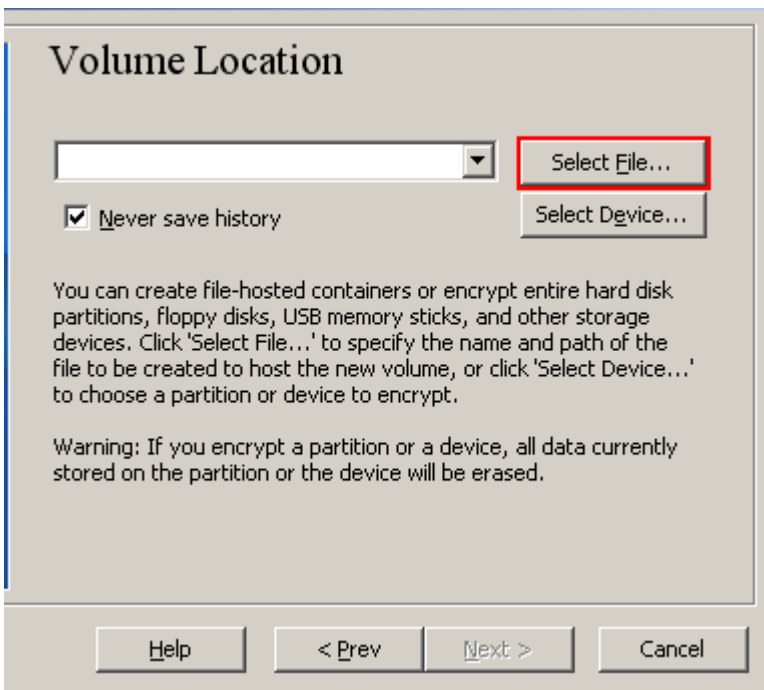 Volume Location
Select File...
Never save history
Select Device...
You can create file-hosted containers or encrypt entire hard disk
partitions, floppy disks, USB memory sticks, and other storage
devices. Click 'Select File...' to specify the name and path of the
file to be created to host the new volume, or click 'Select Device...'
to choose a partition or device to encrypt.
Warning: If you encrypt a partition or a device, all data currently
stored on the partition or the device will be erased.
Help < Prev Next > Cancel